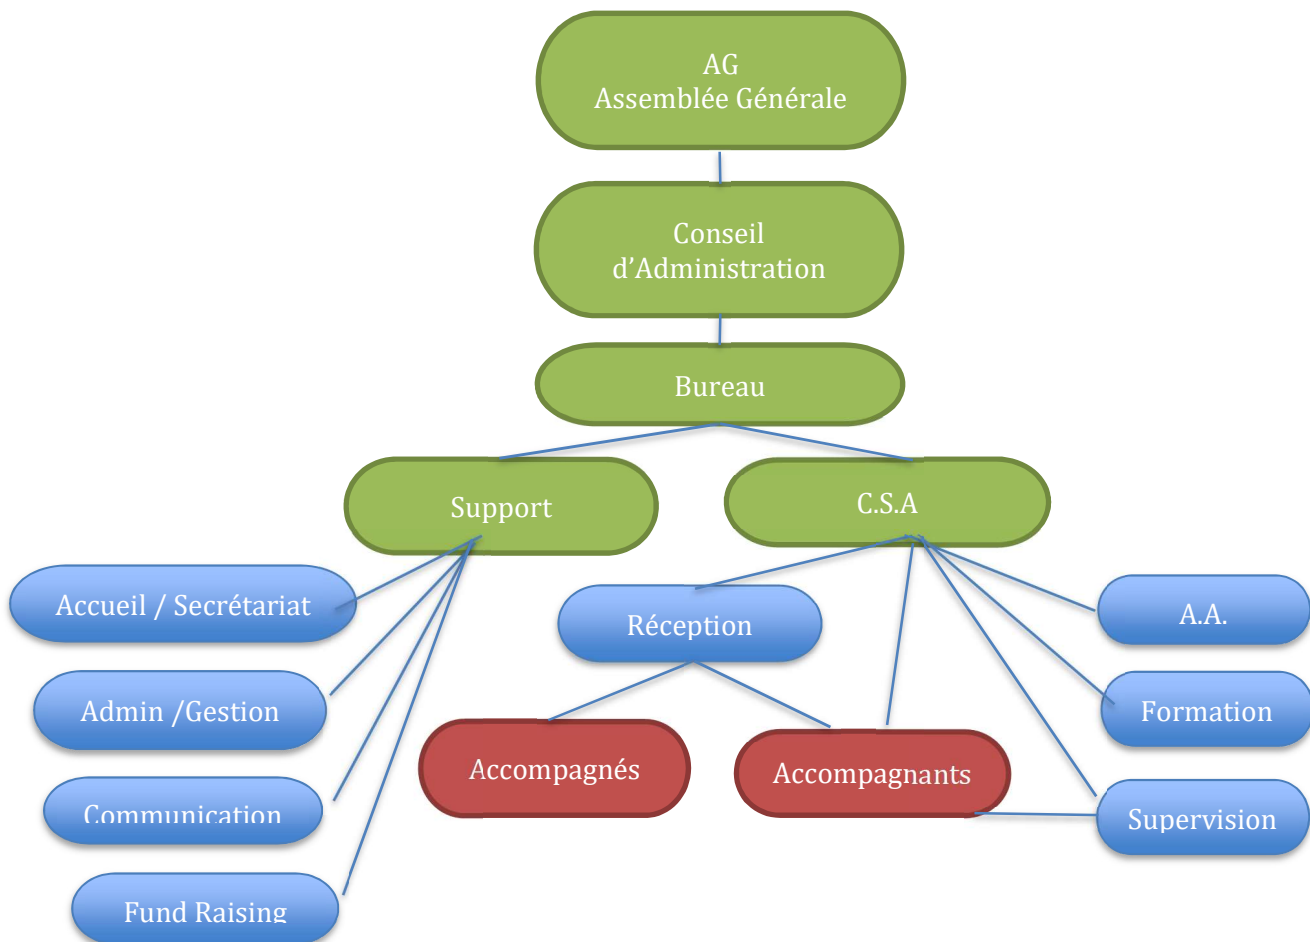 AG
Assemblée Générale
Conseil
d’Administration
Bureau
Support
C.S.A
Accueil / Secrétariat
Réception
A.A.
Admin /Gestion
Formation
Accompagnés
Accompagnants
Communication
Supervision
Fund Raising